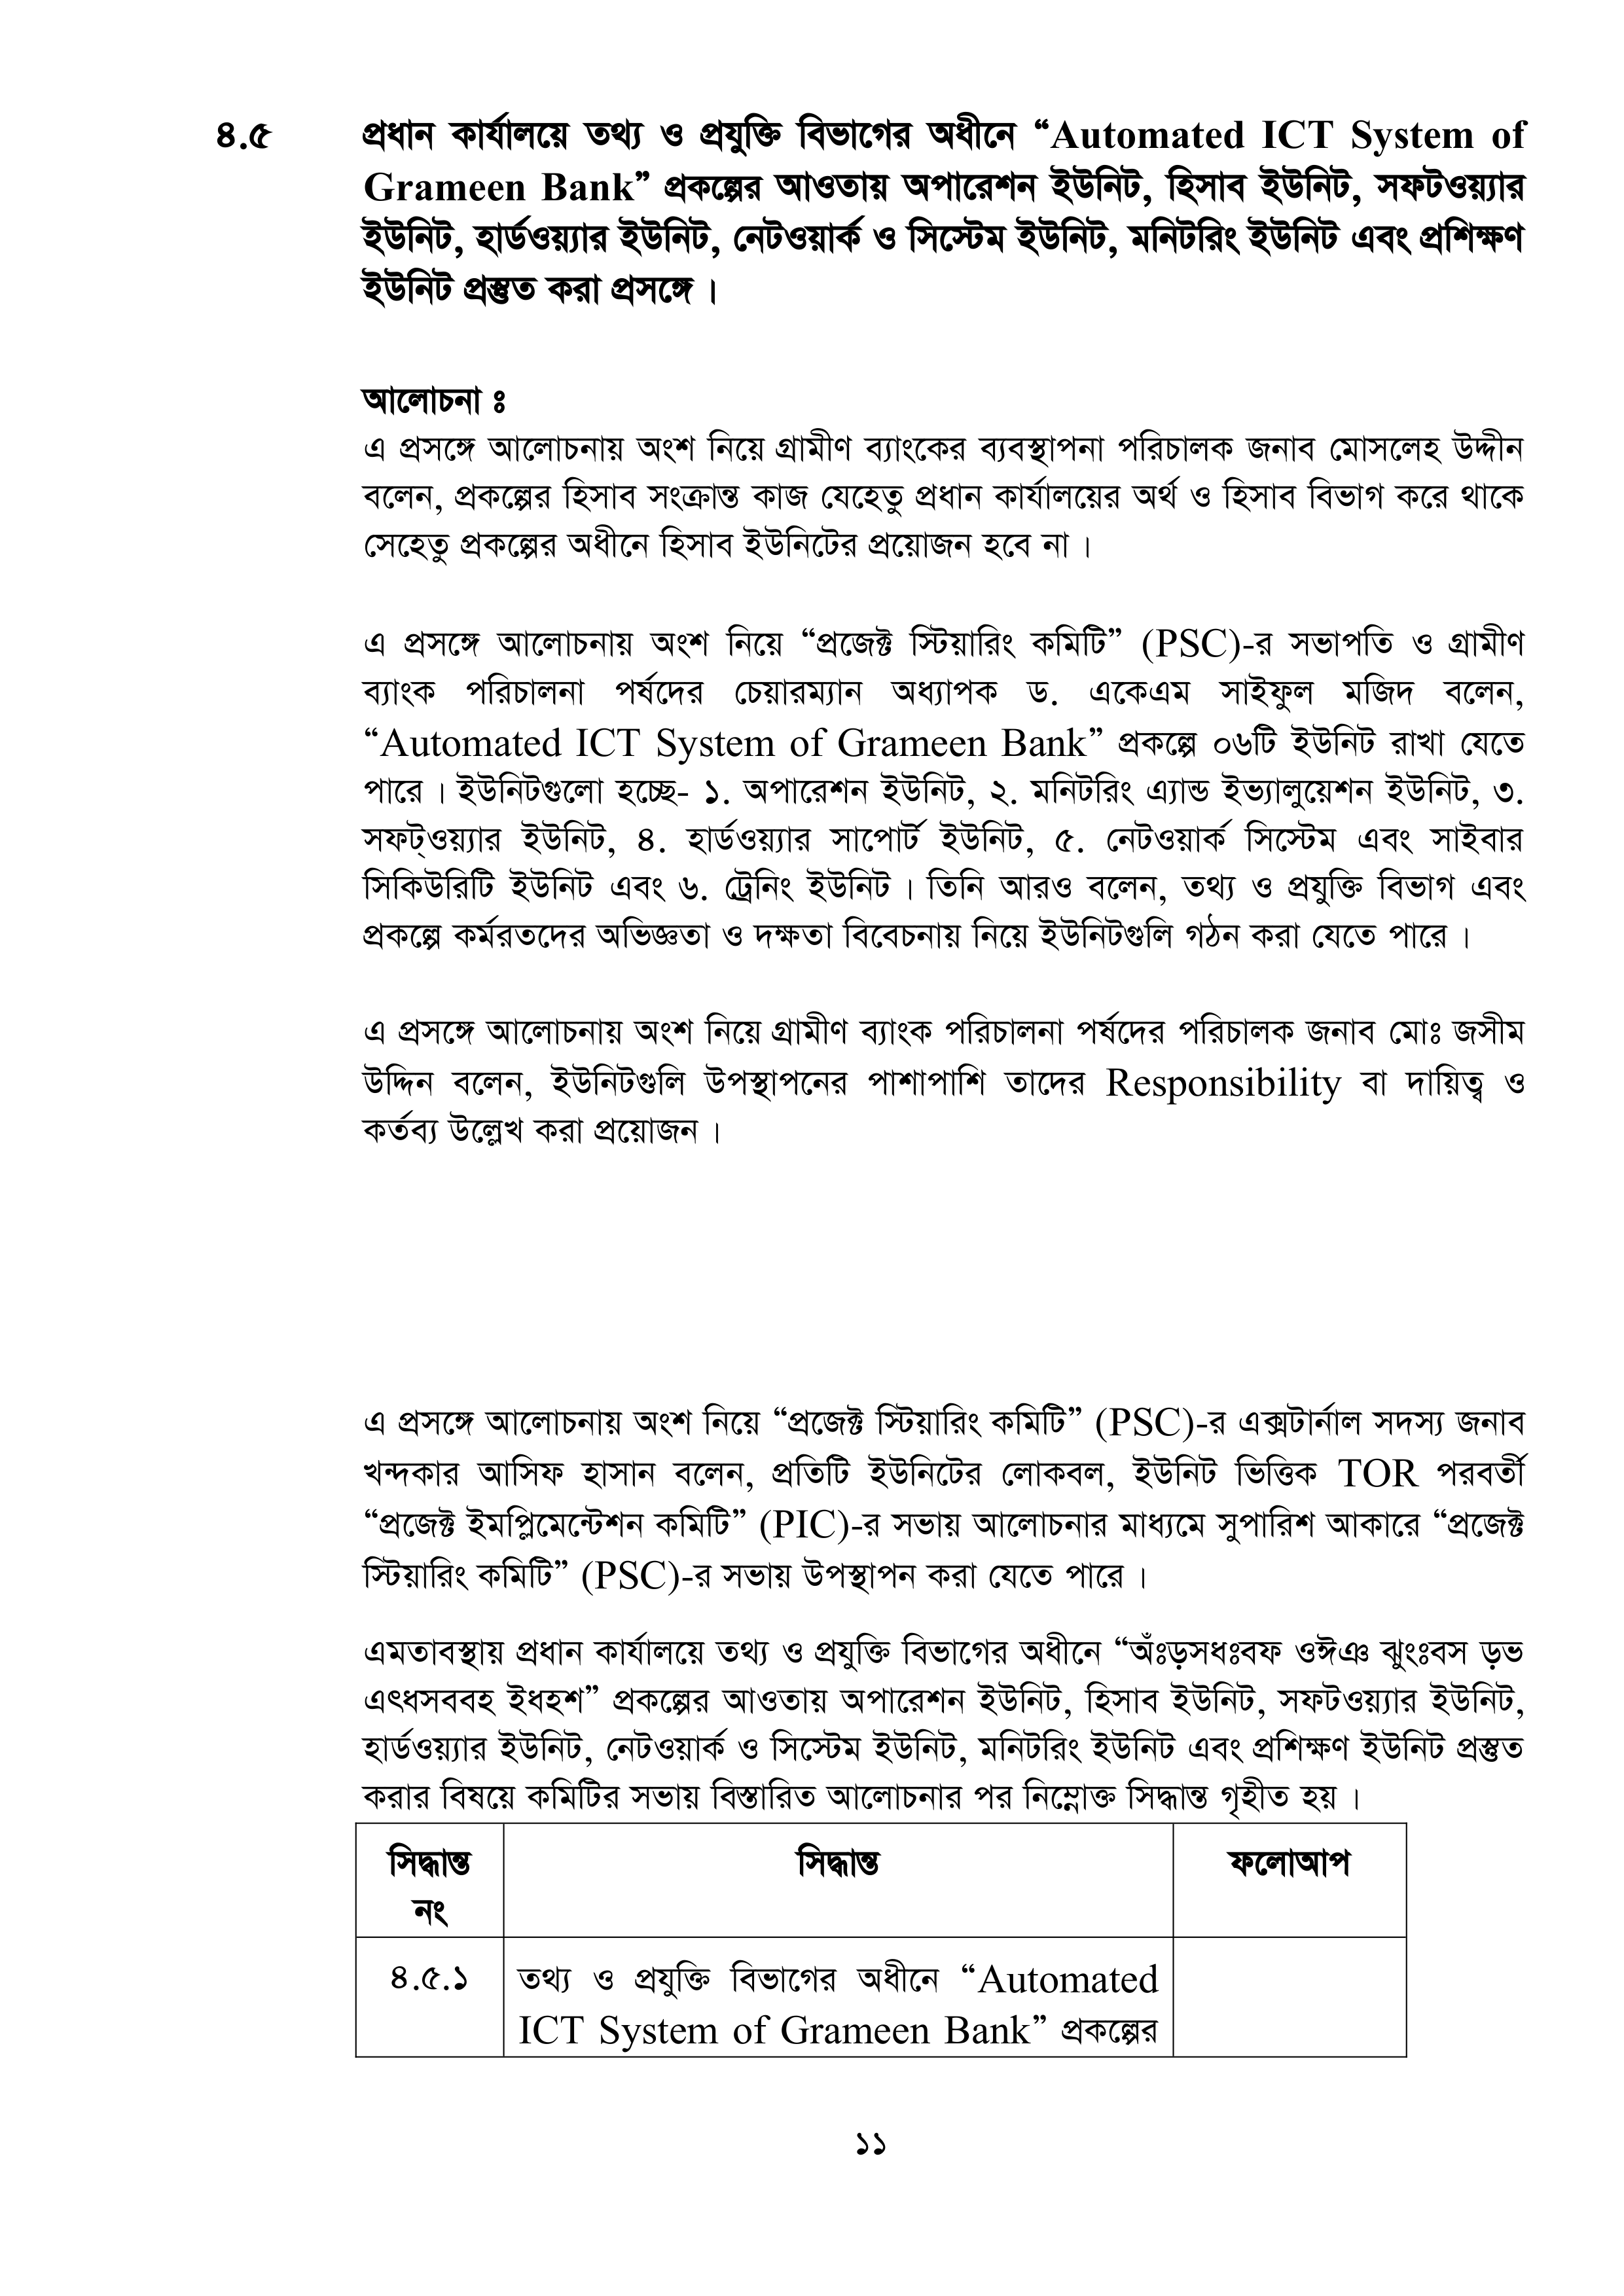 ৪.৫ প্রধান কার্যালয়ে তথ্য ও প্রযুক্তি বিভাগের অধীনে “Automated ICT System of
Grameen Bank” প্রকল্পের আওতায় অপারেশন ইউনিট, হিসাব ইউনিট, সফটওয়্যার
ইউনিট, হার্ডওয়্যার ইউনিট, নেটওয়ার্ক ও সিস্টেম ইউনিট, মনিটরিং ইউনিট এবং প্রশিক্ষণ
ইউনিট প্রস্তুত করা প্রসঙ্গে।
আলোচনা ঃ
এ প্রসঙ্গে আলোচনায় অংশ নিয়ে গ্রামীণ ব্যাংকের ব্যবস্থাপনা পরিচালক জনাব মোসলেহ উদ্দীন
বলেন, প্রকল্পের হিসাব সংক্রান্ত কাজ যেহেতু প্রধান কার্যালয়ের অর্থ ও হিসাব বিভাগ করে থাকে
সেহেতু প্রকল্পের অধীনে হিসাব ইউনিটের প্রয়োজন হবে না।
এ প্রসঙ্গে আলোচনায় অংশ নিয়ে “প্রজেক্ট স্টিয়ারিং কমিটি” (PSC)-র সভাপতি ও গ্রামীণ
ব্যাংক পরিচালনা পর্ষদের চেয়ারম্যান অধ্যাপক ড. একেএম সাইফুল মজিদ বলেন,
“Automated ICT System of Grameen Bank” প্রকল্পে ০৬টি ইউনিট রাখা যেতে
পারে। ইউনিটগুলো হচ্ছে- ১. অপারেশন ইউনিট, ২. মনিটরিং এ্যান্ড ইভ্যালুয়েশন ইউনিট, ৩.
সফট্ওয়্যার ইউনিট, ৪. হার্ডওয়্যার সাপোর্ট ইউনিট, ৫. নেটওয়ার্ক সিস্টেম এবং সাইবার
সিকিউরিটি ইউনিট এবং ৬. ট্রেনিং ইউনিট। তিনি আরও বলেন, তথ্য ও প্রযুক্তি বিভাগ এবং
প্রকল্পে কর্মরতদের অভিজ্ঞতা ও দক্ষতা বিবেচনায় নিয়ে ইউনিটগুলি গঠন করা যেতে পারে।
এ প্রসঙ্গে আলোচনায় অংশ নিয়ে গ্রামীণ ব্যাংক পরিচালনা পর্ষদের পরিচালক জনাব মোঃ জসীম
উদ্দিন বলেন, ইউনিটগুলি উপস্থাপনের পাশাপাশি তাদের Responsibility বা দায়িত্ব ও
কর্তব্য উল্লেখ করা প্রয়োজন।
এ প্রসঙ্গে আলোচনায় অংশ নিয়ে “প্রজেক্ট স্টিয়ারিং কমিটি” (PSC)-র এক্সটার্নাল সদস্য জনাব
খন্দকার আসিফ হাসান বলেন, প্রতিটি ইউনিটের লোকবল, ইউনিট ভিত্তিক TOR পরবর্তী
“প্রজেক্ট ইমপ্লিমেন্টেশন কমিটি” (PIC)-র সভায় আলোচনার মাধ্যমে সুপারিশ আকারে “প্রজেক্ট
স্টিয়ারিং কমিটি” (PSC)-র সভায় উপস্থাপন করা যেতে পারে।
এমতাবস্থায় প্রধান কার্যালয়ে তথ্য ও প্রযুক্তি বিভাগের অধীনে “অঁঃড়সধঃবফ ওঈঞ ঝুংঃবস ড়ভ
এৎধসববহ ইধহশ” প্রকল্পের আওতায় অপারেশন ইউনিট, হিসাব ইউনিট, সফটওয়্যার ইউনিট,
হার্ডওয়্যার ইউনিট, নেটওয়ার্ক ও সিস্টেম ইউনিট, মনিটরিং ইউনিট এবং প্রশিক্ষণ ইউনিট প্রস্তুত
করার বিষয়ে কমিটির সভায় বিস্তারিত আলোচনার পর নিম্নোক্ত সিদ্ধান্ত গৃহীত হয়।
সিদ্ধান্ত সিদ্ধান্ত ফলোআপ
নং
৪.৫.১ তথ্য ও প্রযুক্তি বিভাগের অধীনে “Automated
ICT System of Grameen Bank” প্রকল্পের
১১